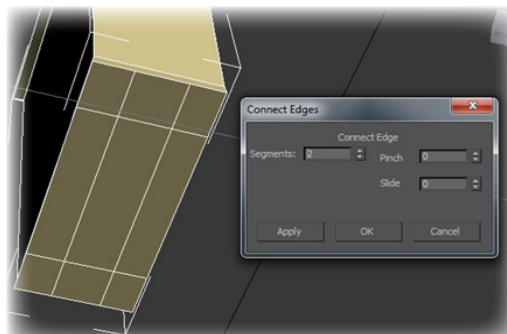 Connect Edges
Connect Edge
Segments: 2
Pinch 0
Slide 0
Apply OK Cancel